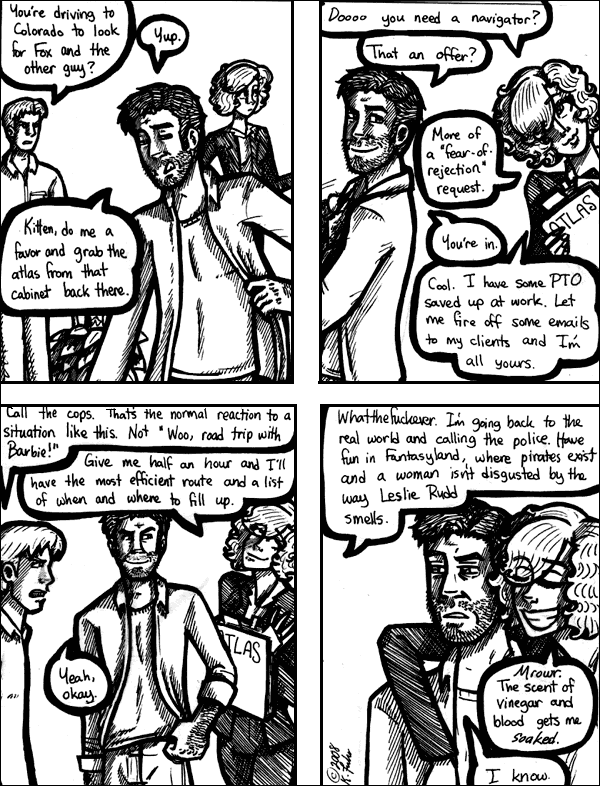 You're driving to
Colorado to look
for Fox and the
other guy?
Yup.
Kitten, do me a
favor and grab the
atlas from that
cabinet back there.
Doooo you need a navigator?
That an offer?
More of
a "fear-of-
rejection"
request.
ATLAS
You're in.
Cool. I have some PTO
saved up at work. Let
me fire off some emails
to my clients and I'm
all yours.
Call the cops. That's the normal reaction to a
situation like this. Not "Woo, road trip with
Barbie!"
Give me half an hour and I'll
have the most efficient route and a list
of when and where to fill up.
ATLAS
Yeah,
okay.
Whatthefuckever. I'm going back to the
real world and calling the police. Have
fun in Fantasyland, where pirates exist
and a woman isn't disgusted by the
way Leslie Rudd
smells.
Mrowr.
The scent of
vinegar and
blood gets me
soaked.
I know.
©2008